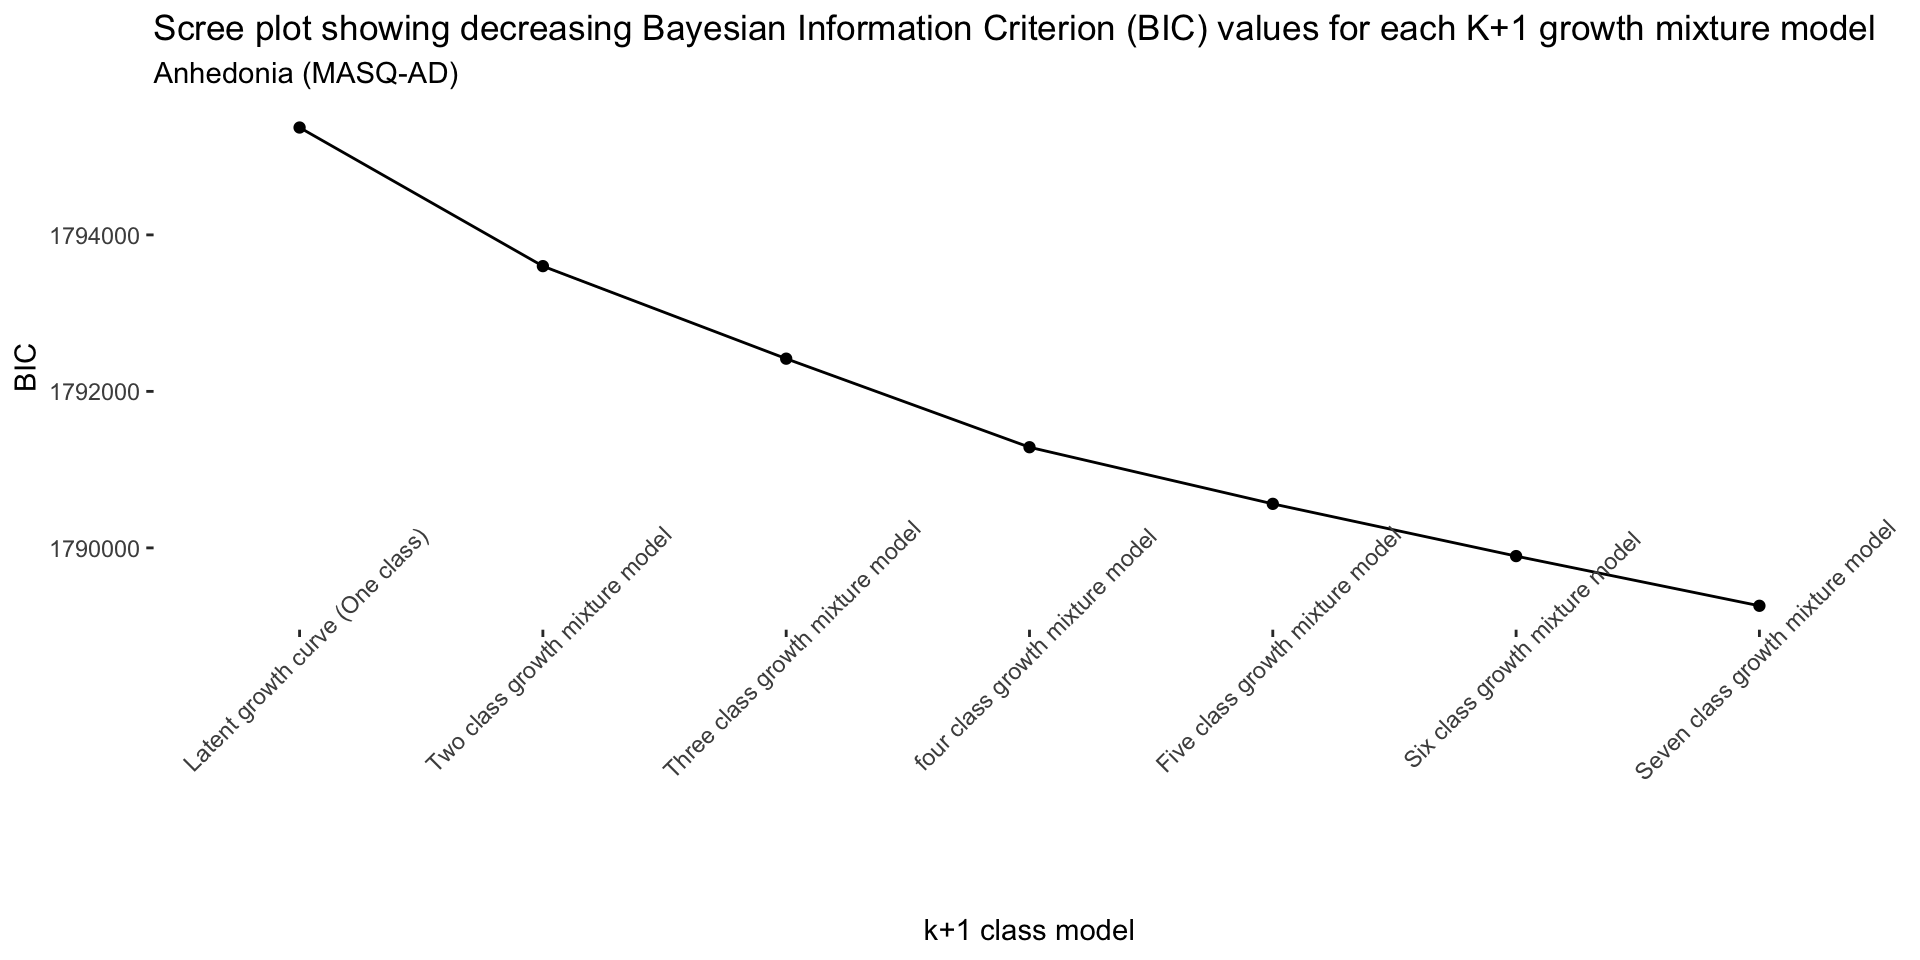 Scree plot showing decreasing Bayesian Information Criterion (BIC) values for each K+1 growth mixture model
Anhedonia (MASQ-AD)
1794000
1792000
1790000
BIC
Latent growth curve (One class)
Two class growth mixture model
Three class growth mixture model
four class growth mixture model
Five class growth mixture model
Six class growth mixture model
Seven class growth mixture model
k+1 class model